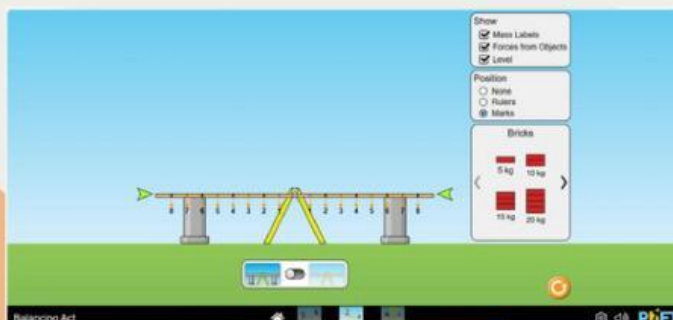 Show
Mass Labels
Forces from Objects
Level
Position
None
Rulers
Marks
Bricks
5 kg 10 kg
15 kg 20 kg
8 7 6 5 4 3 2 1 1 2 3 4 5 6 7 8
Balancing Act
PhET